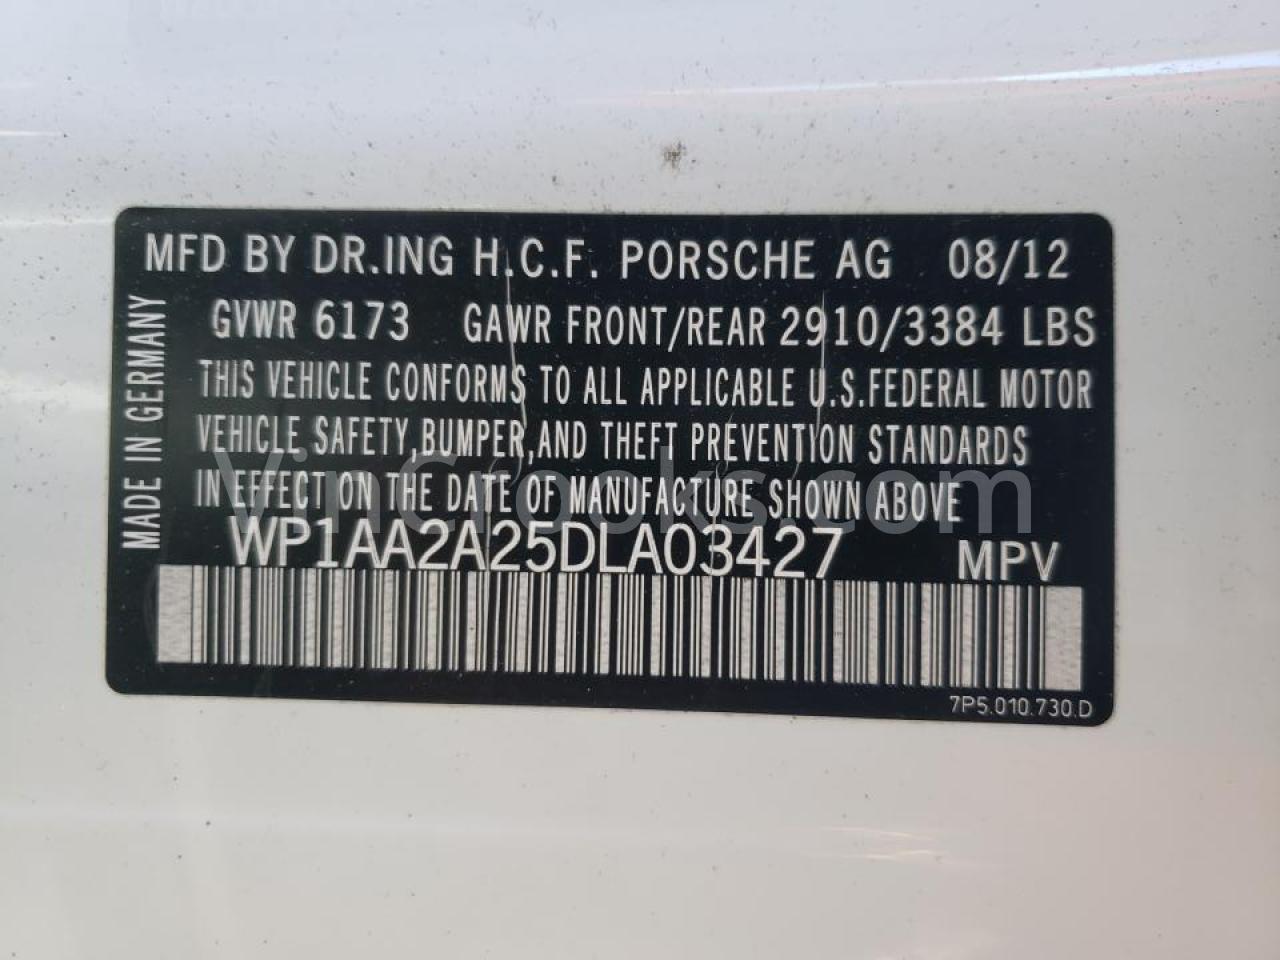 MFD BY DR.ING H.C.F. PORSCHE AG 08/12
GVWR 6173 GAWR FRONT/REAR 2910/3384 LBS
THIS VEHICLE CONFORMS TO ALL APPLICABLE U.S.FEDERAL MOTOR
VEHICLE SAFETY,BUMPER,AND THEFT PREVENTION STANDARDS
IN EFFECT ON THE DATE OF MANUFACTURE SHOWN ABOVE
WP1AA2A25DLA03427 MPV
7P5.010.730.D
MADE IN GERMANY
VinCrooks.com